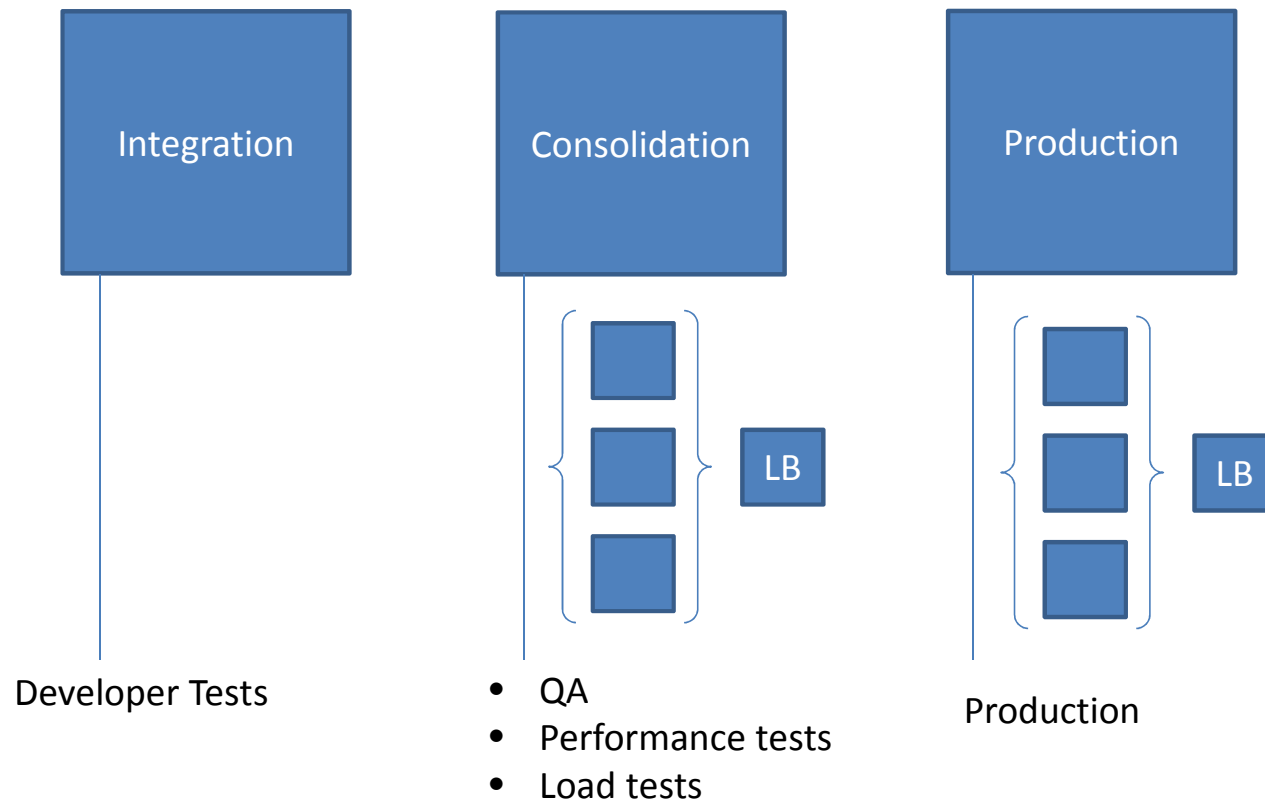 Integration
Consolidation
Production
LB
LB
Developer Tests
• QA
• Performance tests
• Load tests
Production